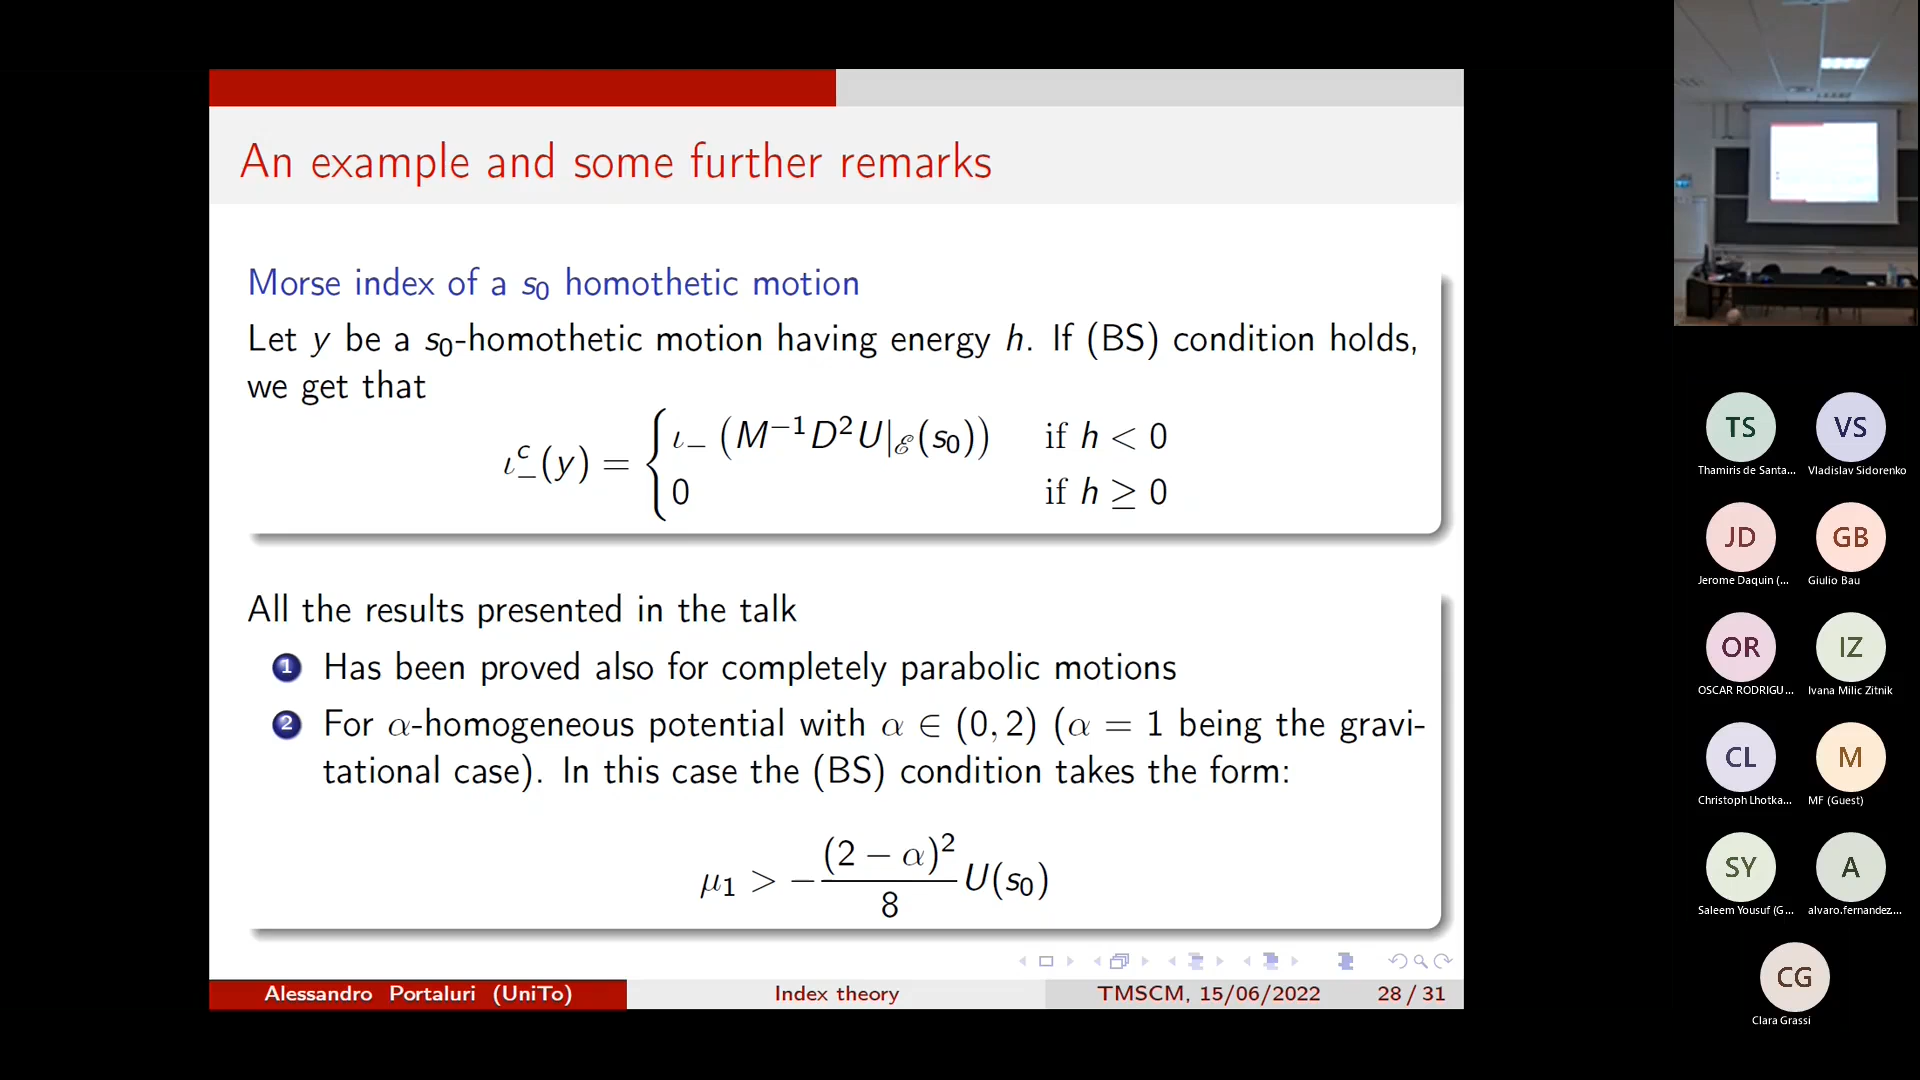 An example and some further remarks
Morse index of a s₀ homothetic motion
Let y be a s₀-homothetic motion having energy h. If (BS) condition holds,
we get that
ι₋ᶜ(y) = { ι₋ (M⁻¹D²U|_ℰ(s₀)) if h < 0
0 if h ≥ 0
All the results presented in the talk
1 Has been proved also for completely parabolic motions
2 For α-homogeneous potential with α ∈ (0, 2) (α = 1 being the gravi-
tational case). In this case the (BS) condition takes the form:
μ₁ > −(2 − α)²/8 U(s₀)
Alessandro Portaluri (UniTo) Index theory TMSCM, 15/06/2022 28 / 31
TS VS
Thamiris de Santa... Vladislav Sidorenko
JD GB
Jerome Daquin (... Giulio Bau
OR IZ
OSCAR RODRIGU... Ivana Milic Zitnik
CL M
Christoph Lhotka... MF (Guest)
SY A
Saleem Yousuf (G... alvaro.fernandez...
CG
Clara Grassi